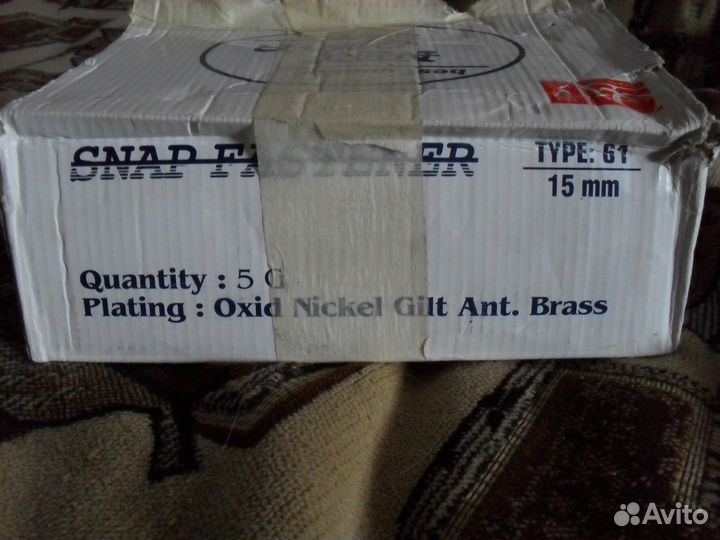 SNAP FASTENER
TYPE: 61
15 mm
Quantity : 5 G
Plating : Oxid Nickel Gilt Ant. Brass
Avito